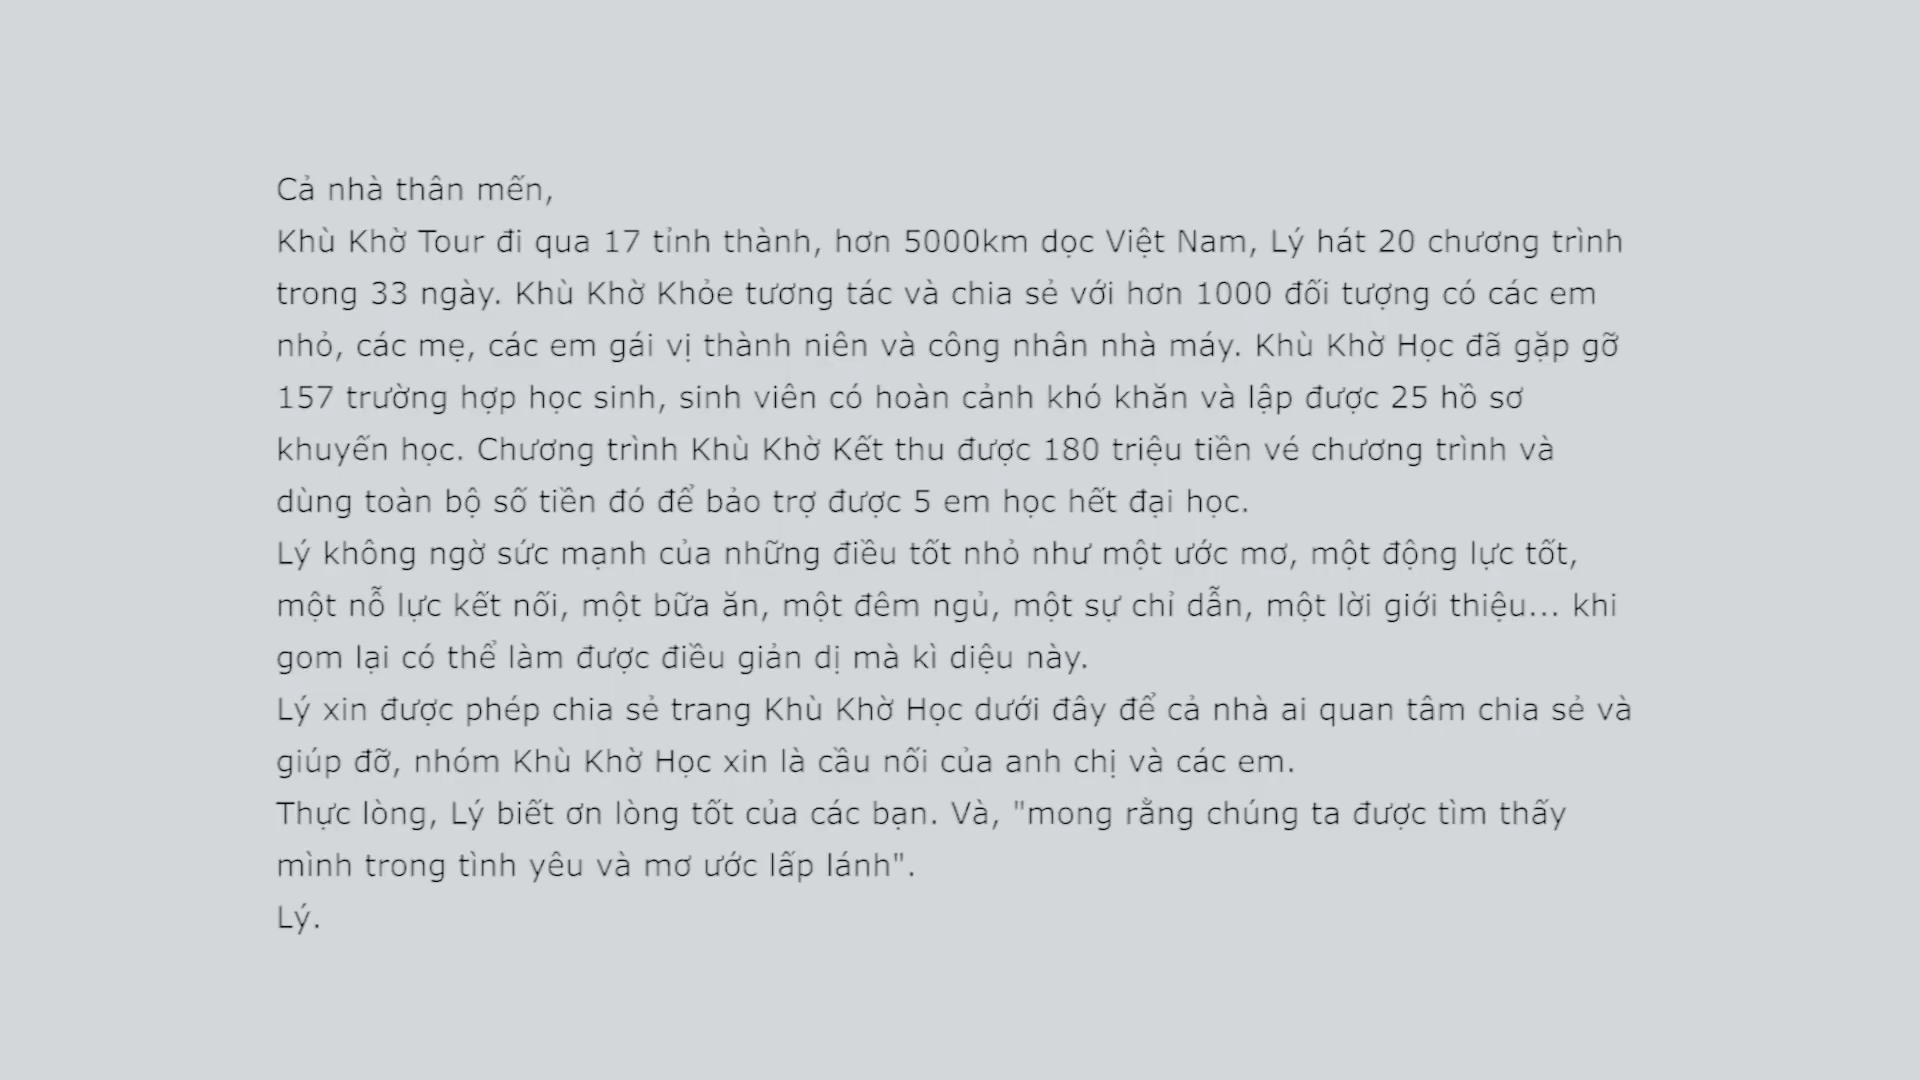 Cả nhà thân mến,
Khù Khờ Tour đi qua 17 tỉnh thành, hơn 5000km dọc Việt Nam, Lý hát 20 chương trình
trong 33 ngày. Khù Khờ Khỏe tương tác và chia sẻ với hơn 1000 đối tượng có các em
nhỏ, các mẹ, các em gái vị thành niên và công nhân nhà máy. Khù Khờ Học đã gặp gỡ
157 trường hợp học sinh, sinh viên có hoàn cảnh khó khăn và lập được 25 hồ sơ
khuyến học. Chương trình Khù Khờ Kết thu được 180 triệu tiền vé chương trình và
dùng toàn bộ số tiền đó để bảo trợ được 5 em học hết đại học.
Lý không ngờ sức mạnh của những điều tốt nhỏ như một ước mơ, một động lực tốt,
một nỗ lực kết nối, một bữa ăn, một đêm ngủ, một sự chỉ dẫn, một lời giới thiệu... khi
gom lại có thể làm được điều giản dị mà kì diệu này.
Lý xin được phép chia sẻ trang Khù Khờ Học dưới đây để cả nhà ai quan tâm chia sẻ và
giúp đỡ, nhóm Khù Khờ Học xin là cầu nối của anh chị và các em.
Thực lòng, Lý biết ơn lòng tốt của các bạn. Và, "mong rằng chúng ta được tìm thấy
mình trong tình yêu và mơ ước lấp lánh".
Lý.